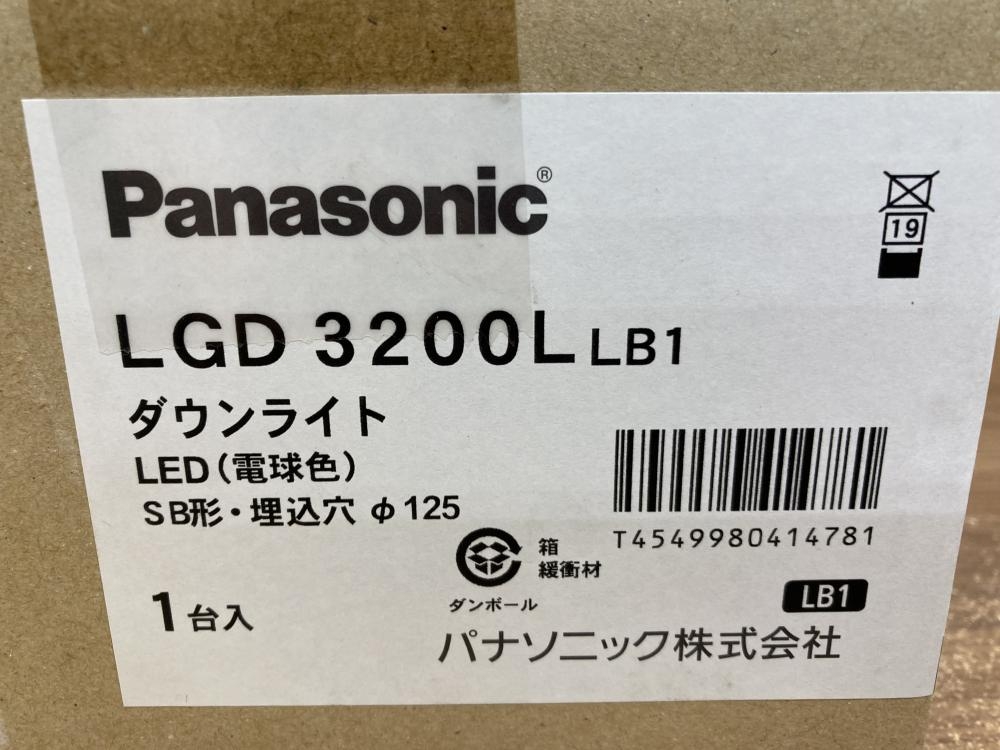 Panasonic®
19
LGD 3200L LB1
ダウンライト
LED(電球色)
SB形・埋込穴 φ125
T4549980414781
箱
緩衝材
ダンボール
LB1
1台入
パナソニック株式会社